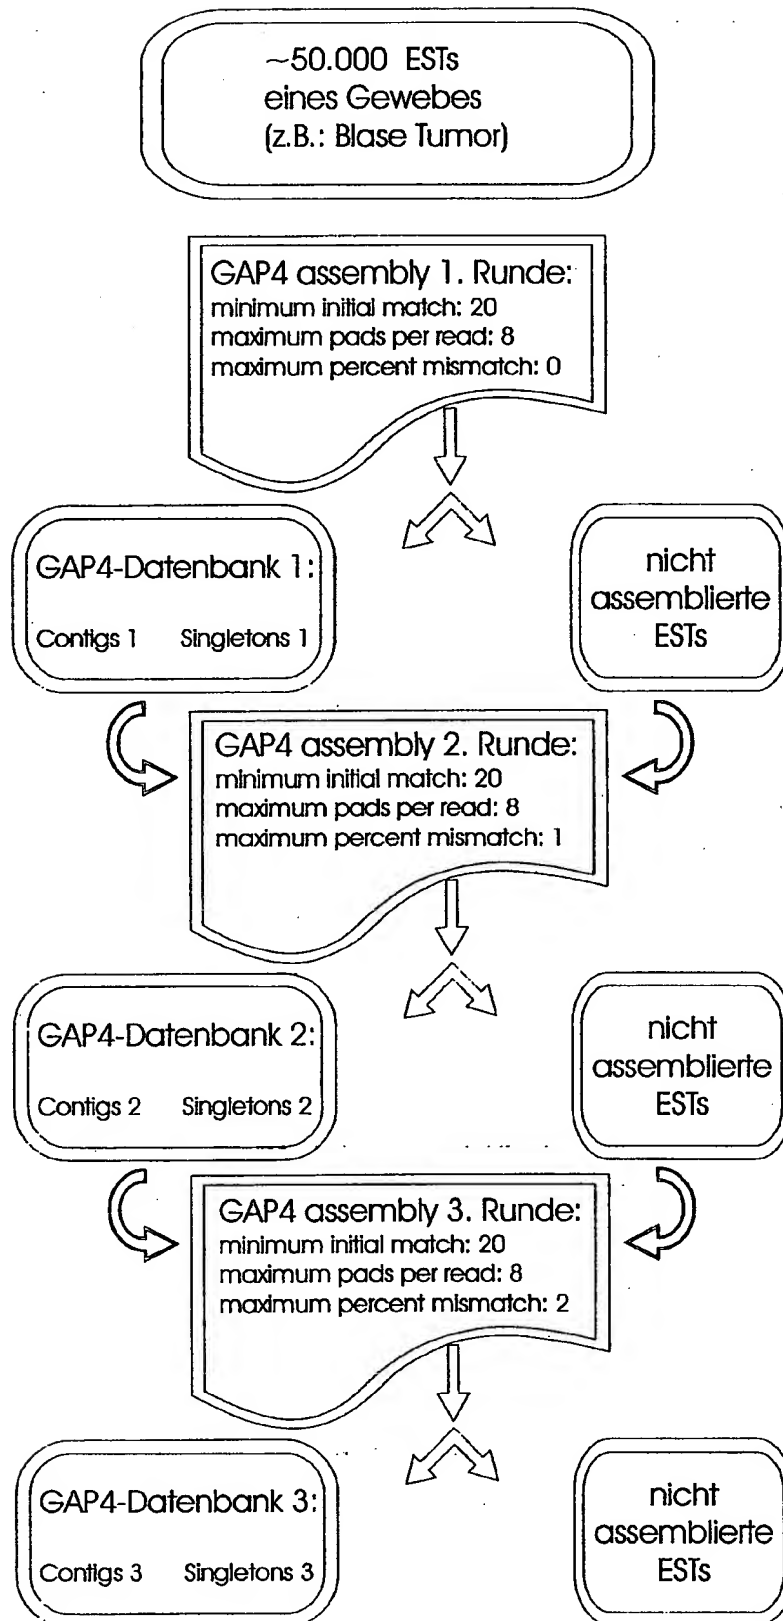 ~50.000 ESTs
eines Gewebes
(z.B.: Blase Tumor)
GAP4 assembly 1. Runde:
minimum initial match: 20
maximum pads per read: 8
maximum percent mismatch: 0
GAP4-Datenbank 1:
Contigs 1 Singletons 1
nicht
assemblierte
ESTs
GAP4 assembly 2. Runde:
minimum initial match: 20
maximum pads per read: 8
maximum percent mismatch: 1
GAP4-Datenbank 2:
Contigs 2 Singletons 2
nicht
assemblierte
ESTs
GAP4 assembly 3. Runde:
minimum initial match: 20
maximum pads per read: 8
maximum percent mismatch: 2
GAP4-Datenbank 3:
Contigs 3 Singletons 3
nicht
assemblierte
ESTs